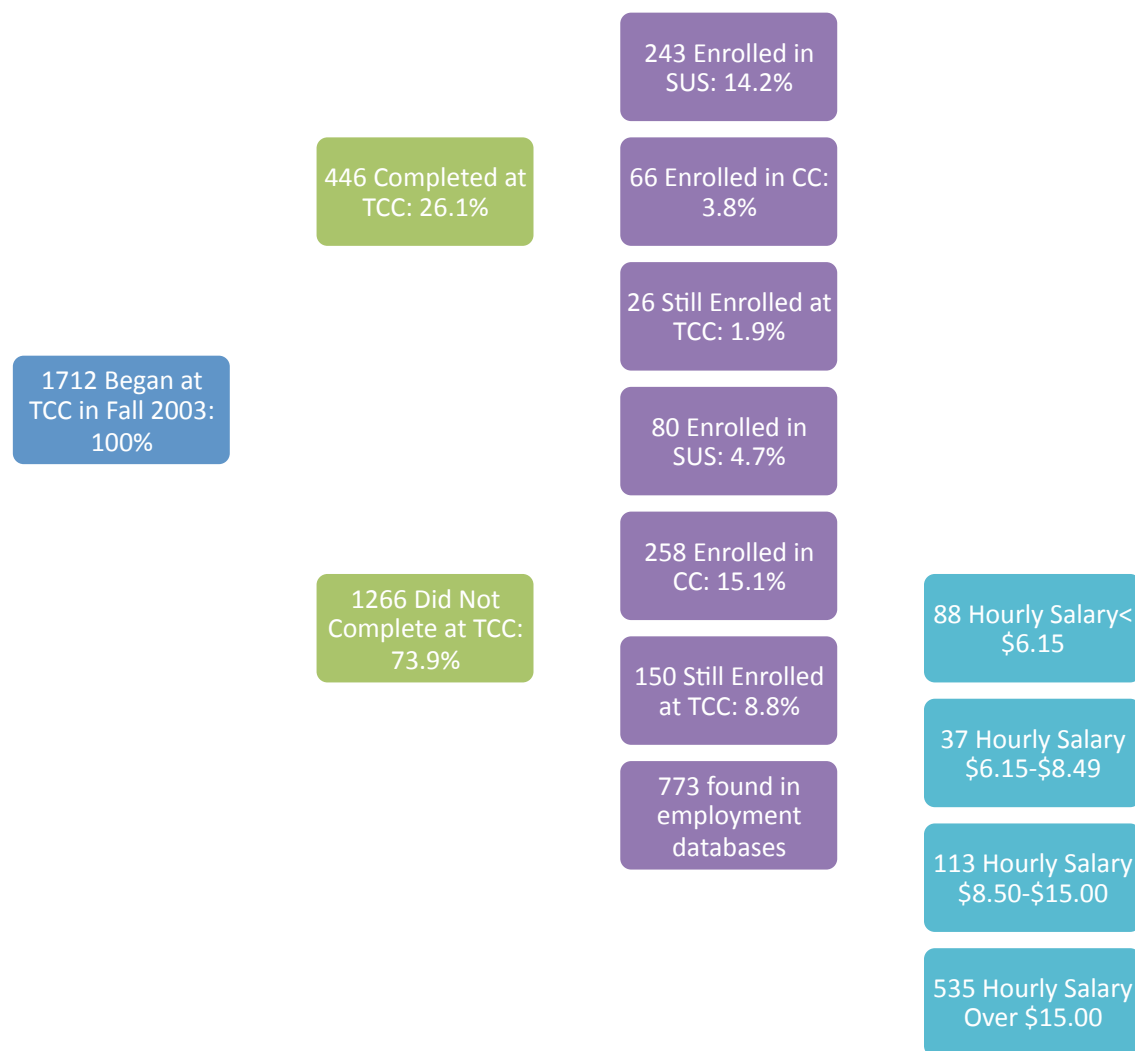 1712 Began at
TCC in Fall 2003:
100%
446 Completed at
TCC: 26.1%
243 Enrolled in
SUS: 14.2%
66 Enrolled in CC:
3.8%
26 Still Enrolled at
TCC: 1.9%
1266 Did Not
Complete at TCC:
73.9%
80 Enrolled in
SUS: 4.7%
258 Enrolled in
CC: 15.1%
150 Still Enrolled
at TCC: 8.8%
773 found in
employment
databases
88 Hourly Salary<
$6.15
37 Hourly Salary
$6.15-$8.49
113 Hourly Salary
$8.50-$15.00
535 Hourly Salary
Over $15.00